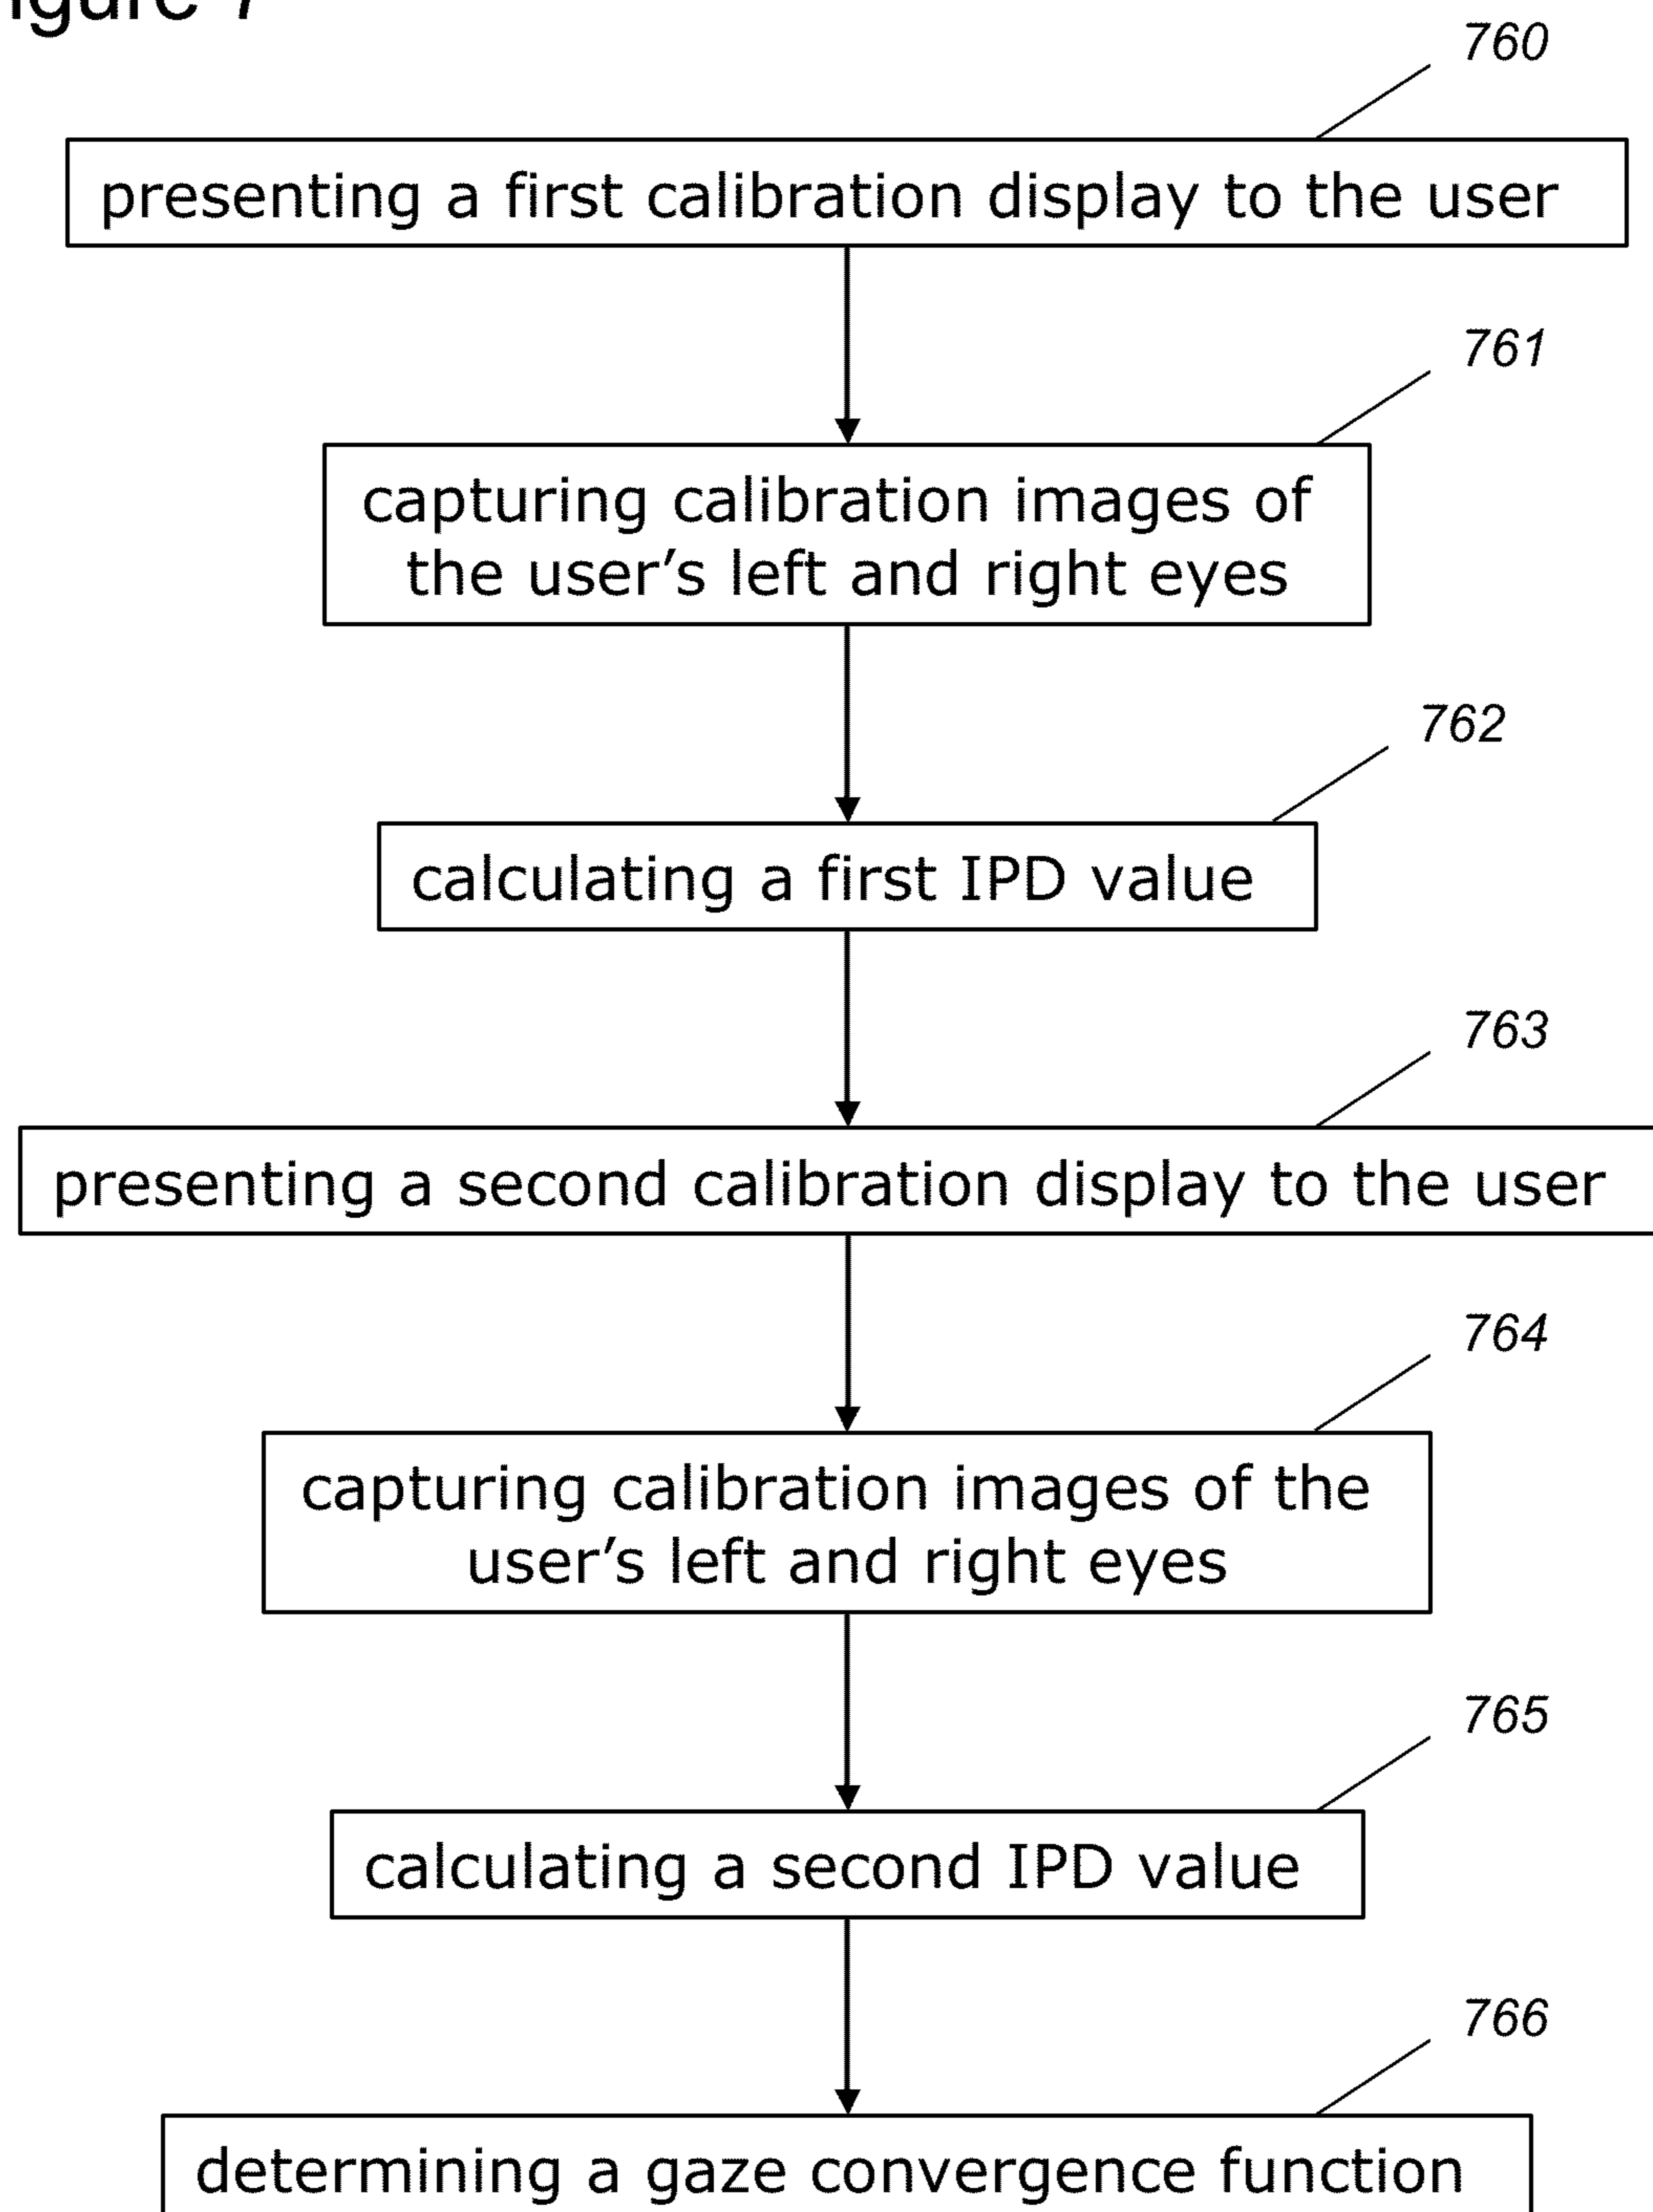 Figure 7
760
presenting a first calibration display to the user
761
capturing calibration images of
the user’s left and right eyes
762
calculating a first IPD value
763
presenting a second calibration display to the user
764
capturing calibration images of the
user’s left and right eyes
765
calculating a second IPD value
766
determining a gaze convergence function